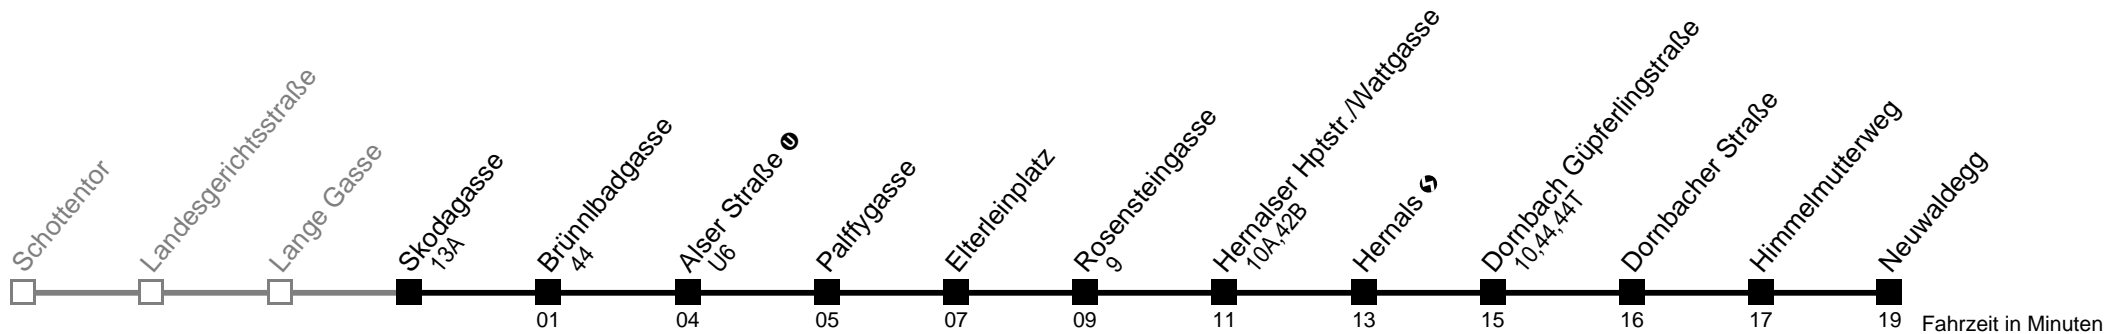 Schottentor
Landesgerichtsstraße
Lange Gasse
Skodagasse
13A
Brünnlbadgasse
44
Alser Straße U
U6
Palffygasse
Elterleinplatz
Rosensteingasse
9
Hernalser Hptstr./Wattgasse
10A,42B
Hernals
Dornbach Güpferlingstraße
10,44,44T
Dornbacher Straße
Himmelmutterweg
Neuwaldegg
01 04 05 07 09 11 13 15 16 17 19 Fahrzeit in Minuten